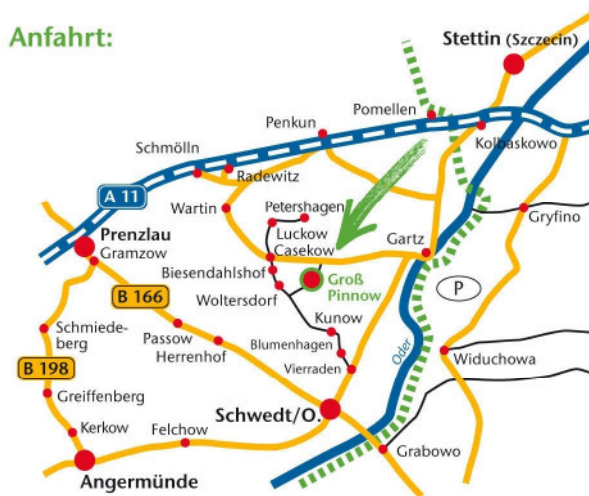 Anfahrt:
Stettin (Szczecin)
Pomellen
Penkun
Kolbaskowo
Schmölln
Radewitz
A 11
Wartin
Petershagen
Luckow
Casekow
Gartz
Gryfino
Prenzlau
Gramzow
Biesendahlshof
Groß
Pinnow
P
B 166
Woltersdorf
Kunow
Schmiede-
berg
Passow
Herrenhof
Blumenhagen
Oder
Widuchowa
B 198
Vierraden
Greiffenberg
Schwedt/O.
Kerkow
Felchow
Grabowo
Angermünde